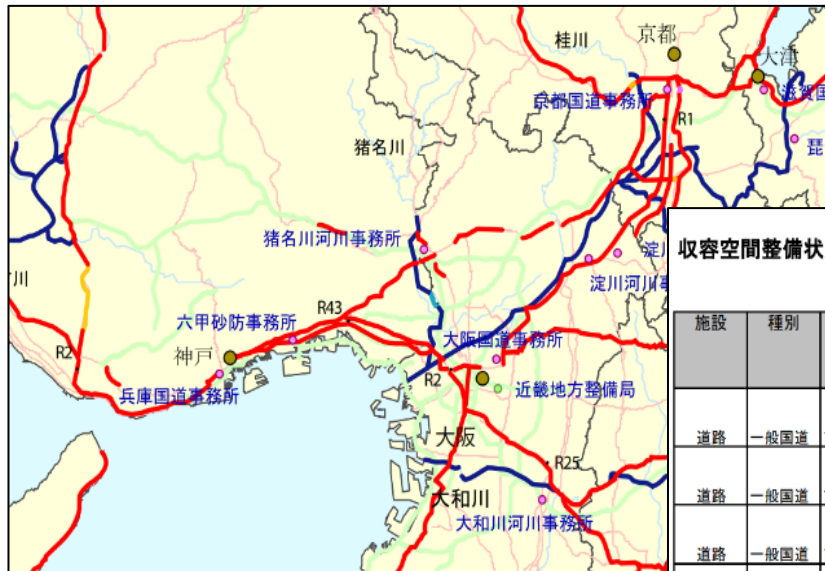 京都
桂川
大津
京都国道事務所
滋賀国
R1
猪名川
琵
猪名川河川事務所
淀川
淀川河川事
収容空間整備状
川
六甲砂防事務所
R43
大阪国道事務所
神戸
R2
R2
兵庫国道事務所
近畿地方整備局
大阪
R25
大和川
大和川河川事務所
施設 種別
道路 一般国道
道路 一般国道
道路 一般国道